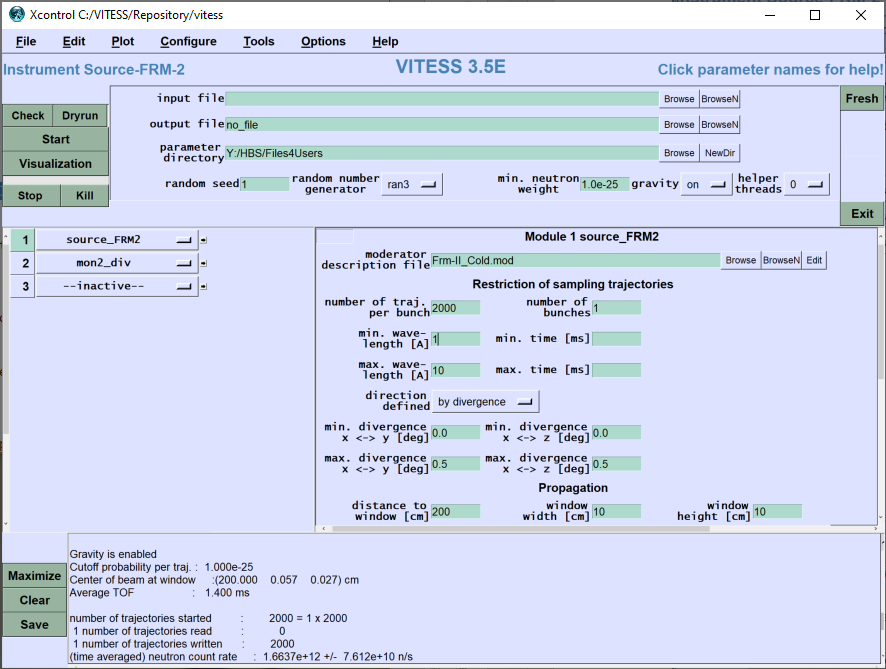 Xcontrol C:/VITESS/Repository/vitess
File Edit Plot Configure Tools Options Help
Instrument Source-FRM-2 VITESS 3.5E Click parameter names for help!
Check Dryrun
Start
Visualization
Stop Kill
input file Browse BrowseN
output file no_file Browse BrowseN
parameter
directory Y:/HBS/Files4Users Browse NewDir
random seed 1 random number
generator ran3 min. neutron
weight 1.0e-25 gravity on helper
threads 0
Fresh
Exit
1 source_FRM2
2 mon2_div
3 --inactive--
Module 1 source_FRM2
moderator
description file Frm-II_Cold.mod Browse BrowseN Edit
Restriction of sampling trajectories
number of traj.
per bunch 2000 number of
bunches 1
min. wave-
length [A] 1 min. time [ms]
max. wave-
length [A] 10 max. time [ms]
direction
defined by divergence
min. divergence
x <-> y [deg] 0.0 min. divergence
x <-> z [deg] 0.0
max. divergence
x <-> y [deg] 0.5 max. divergence
x <-> z [deg] 0.5
Propagation
distance to
window [cm] 200 window
width [cm] 10 window
height [cm] 10
Maximize
Clear
Save
Gravity is enabled
Cutoff probability per traj. : 1.000e-25
Center of beam at window :(200.000 0.057 0.027) cm
Average TOF : 1.400 ms
number of trajectories started : 2000 = 1 x 2000
1 number of trajectories read : 0
1 number of trajectories written : 2000
(time averaged) neutron count rate : 1.6637e+12 +/- 7.612e+10 n/s